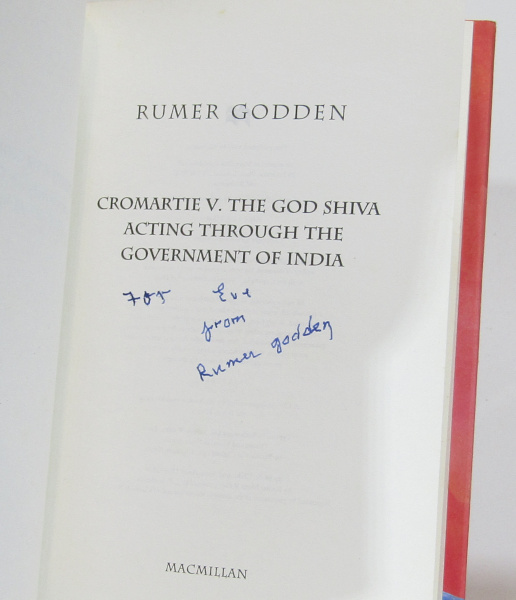 RUMER GODDEN
CROMARTIE V. THE GOD SHIVA
ACTING THROUGH THE
GOVERNMENT OF INDIA
For Eve
from
Rumer godden
MACMILLAN